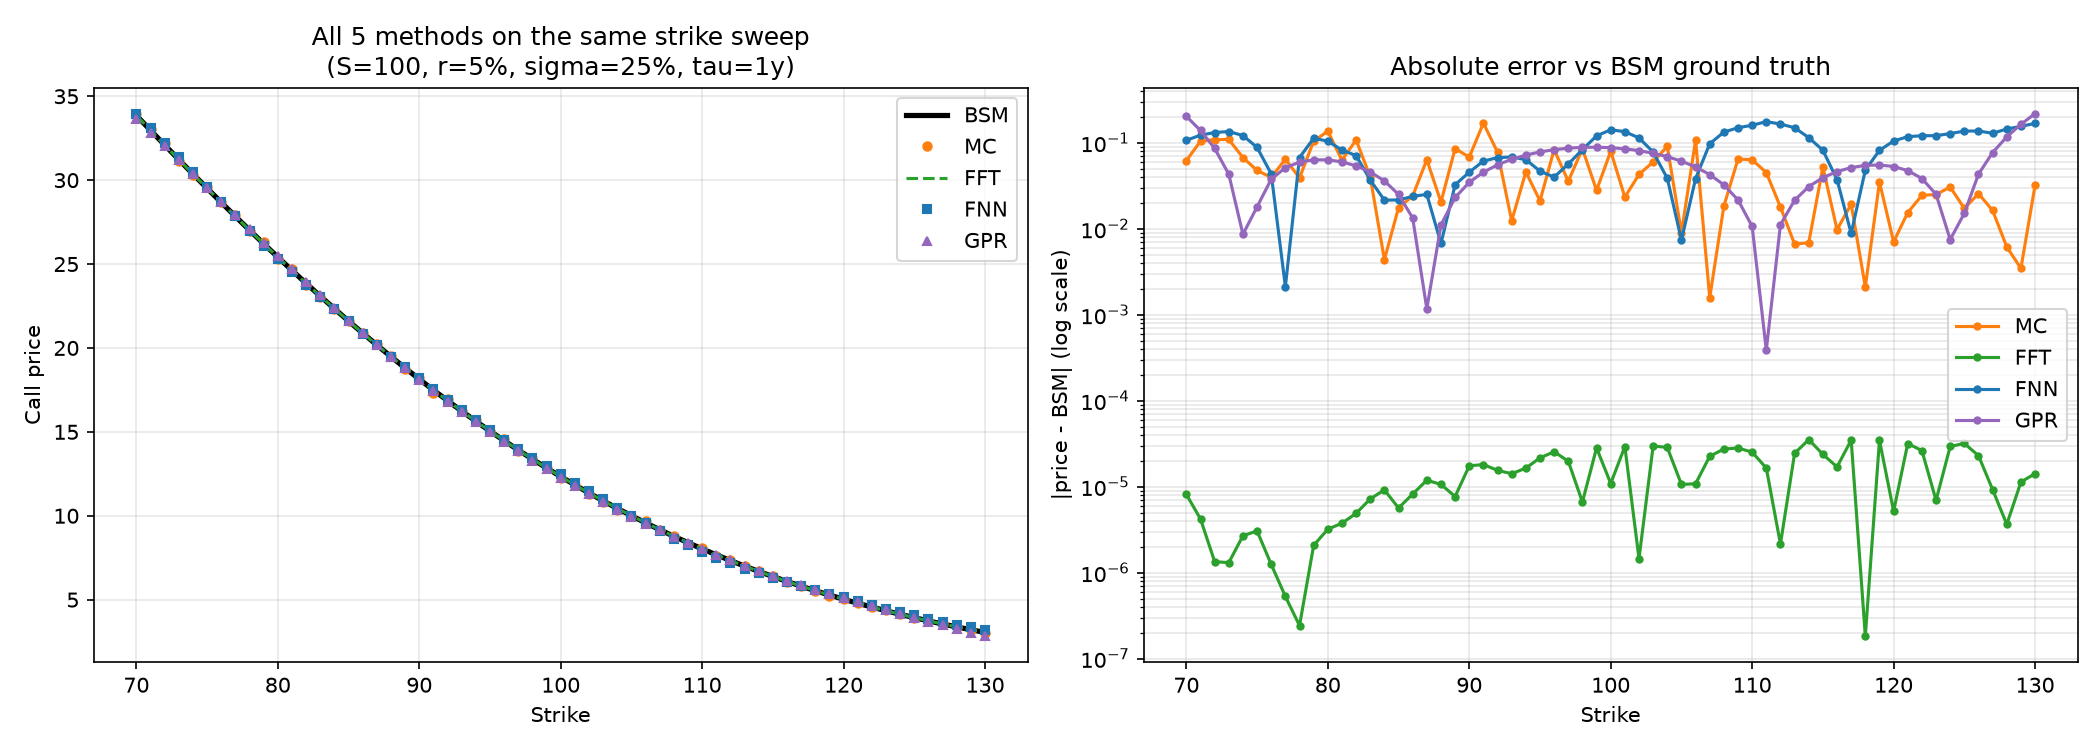 All 5 methods on the same strike sweep
(S=100, r=5%, sigma=25%, tau=1y)
Call price
35
30
25
20
15
10
5
BSM
MC
FFT
FNN
GPR
70
80
90
100
110
120
130
Strike
Absolute error vs BSM ground truth
|price - BSM| (log scale)
10⁻¹
10⁻²
10⁻³
10⁻⁴
10⁻⁵
10⁻⁶
10⁻⁷
MC
FFT
FNN
GPR
70
80
90
100
110
120
130
Strike